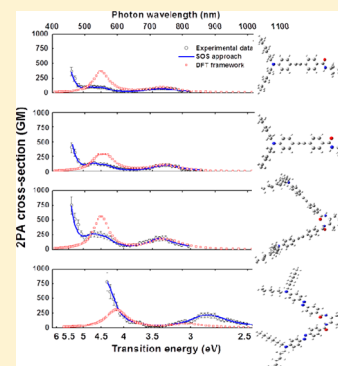 Photon wavelength (nm)
400 500 600 700 800 900 1100
Experimental data
SOS approach
DFT framework
1000
750
500
250
0
1000
750
500
250
0
1000
750
500
250
0
1000
750
500
250
0
2PA cross-section (GM)
6 5.5 5 4.5 4 3.5 3 2.5
Transition energy (eV)